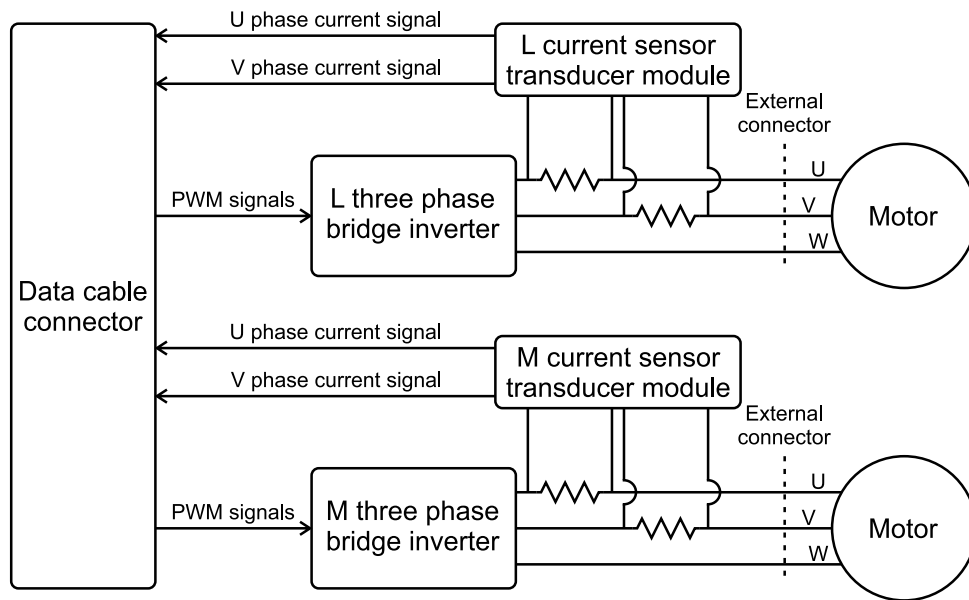 U phase current signal
V phase current signal
L current sensor
transducer module
External
connector
PWM signals
L three phase
bridge inverter
U
V
W
Motor
Data cable
connector
U phase current signal
V phase current signal
M current sensor
transducer module
External
connector
PWM signals
M three phase
bridge inverter
U
V
W
Motor